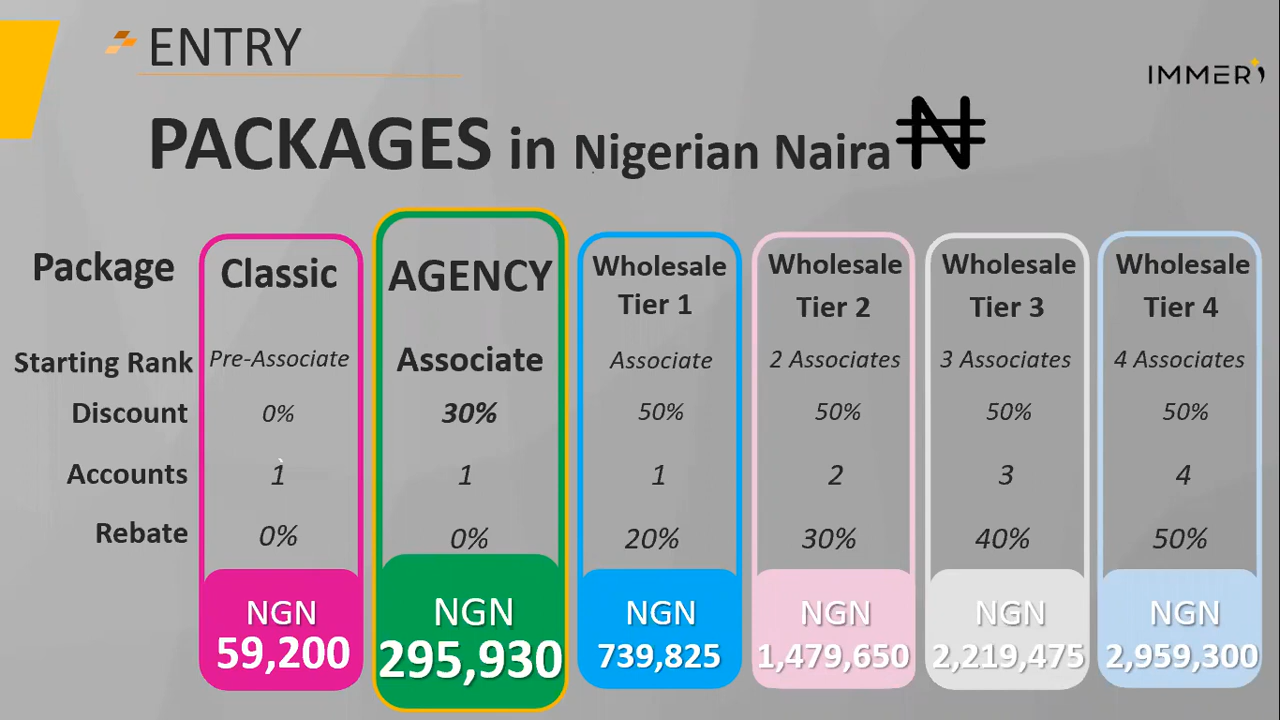 ENTRY
IMMERI
PACKAGES in Nigerian Naira ₦
Package Classic AGENCY Wholesale Tier 1 Wholesale Tier 2 Wholesale Tier 3 Wholesale Tier 4
Starting Rank Pre-Associate Associate Associate 2 Associates 3 Associates 4 Associates
Discount 0% 30% 50% 50% 50% 50%
Accounts 1 1 1 2 3 4
Rebate 0% 0% 20% 30% 40% 50%
NGN NGN NGN NGN NGN NGN
59,200 295,930 739,825 1,479,650 2,219,475 2,959,300